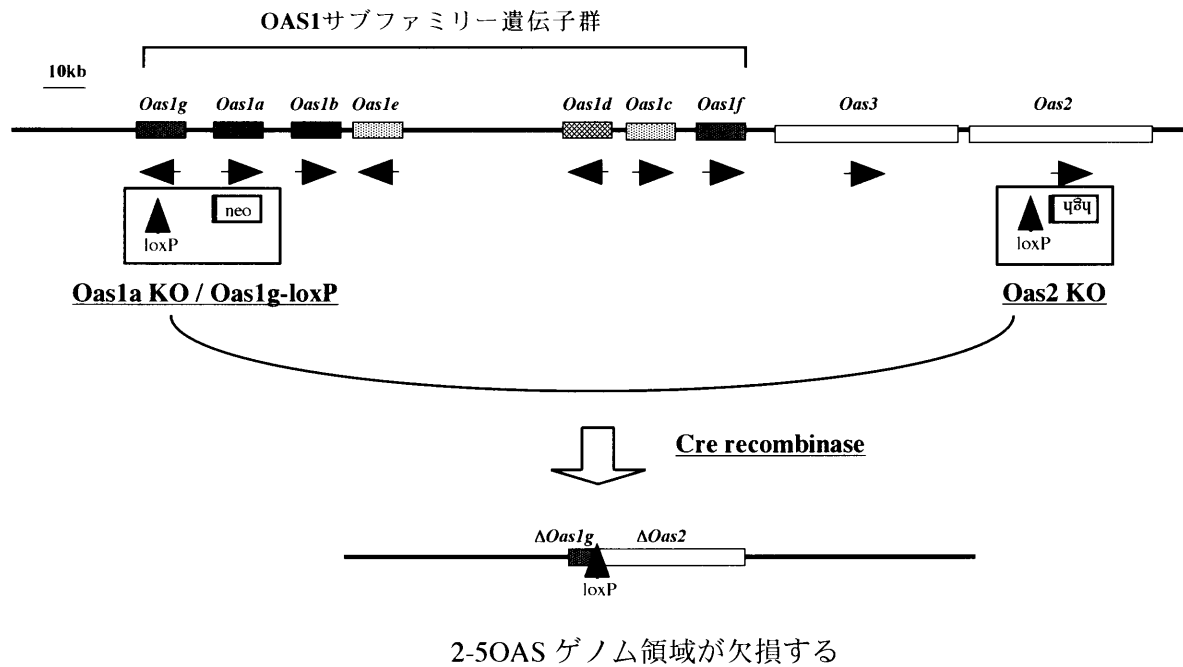 OAS1サブファミリー遺伝子群
10kb
Oas1g Oas1a Oas1b Oas1e Oas1d Oas1c Oas1f Oas3 Oas2
neo hgh
loxP loxP
Oas1a KO / Oas1g-loxP Oas2 KO
Cre recombinase
ΔOas1g ΔOas2
loxP
2-5OAS ゲノム領域が欠損する